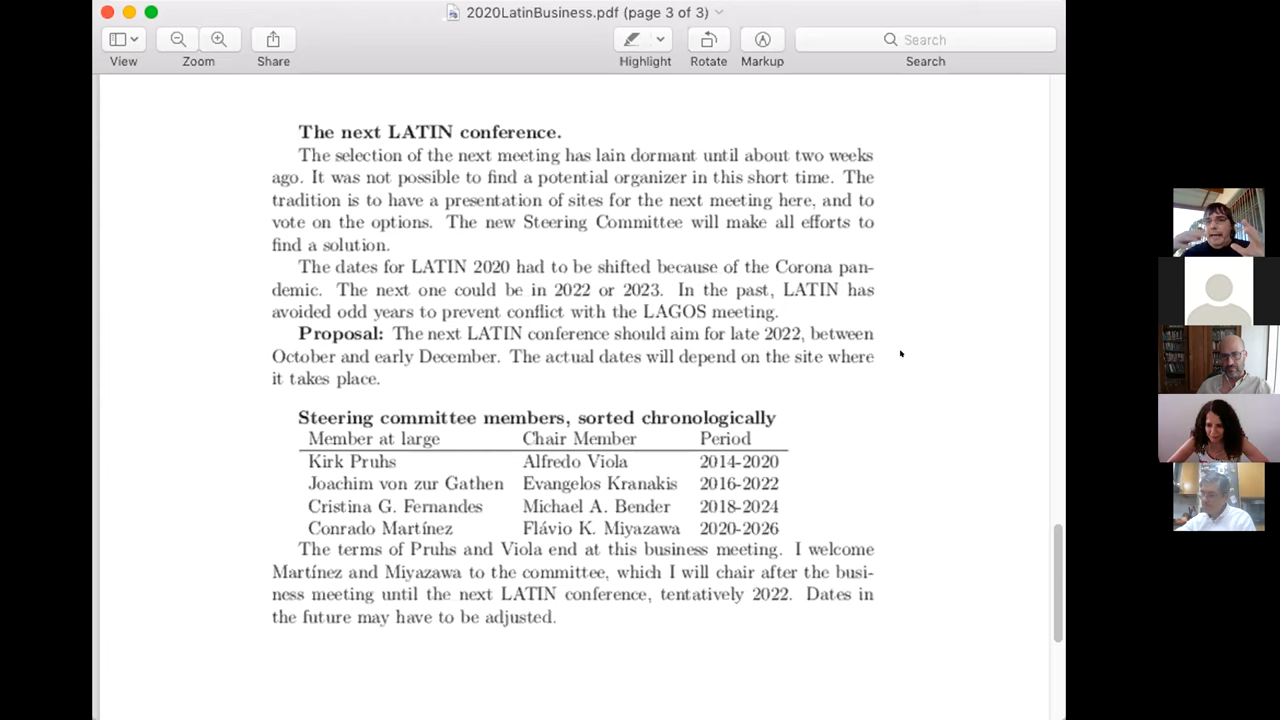 2020LatinBusiness.pdf (page 3 of 3)
View
Zoom
Share
Highlight
Rotate
Markup
Search
Search
The next LATIN conference.
The selection of the next meeting has lain dormant until about two weeks
ago. It was not possible to find a potential organizer in this short time. The
tradition is to have a presentation of sites for the next meeting here, and to
vote on the options. The new Steering Committee will make all efforts to
find a solution.
The dates for LATIN 2020 had to be shifted because of the Corona pan-
demic. The next one could be in 2022 or 2023. In the past, LATIN has
avoided odd years to prevent conflict with the LAGOS meeting.
Proposal: The next LATIN conference should aim for late 2022, between
October and early December. The actual dates will depend on the site where
it takes place.
Steering committee members, sorted chronologically
Member at large Chair Member Period
Kirk Pruhs Alfredo Viola 2014-2020
Joachim von zur Gathen Evangelos Kranakis 2016-2022
Cristina G. Fernandes Michael A. Bender 2018-2024
Conrado Martínez Flávio K. Miyazawa 2020-2026
The terms of Pruhs and Viola end at this business meeting. I welcome
Martínez and Miyazawa to the committee, which I will chair after the busi-
ness meeting until the next LATIN conference, tentatively 2022. Dates in
the future may have to be adjusted.